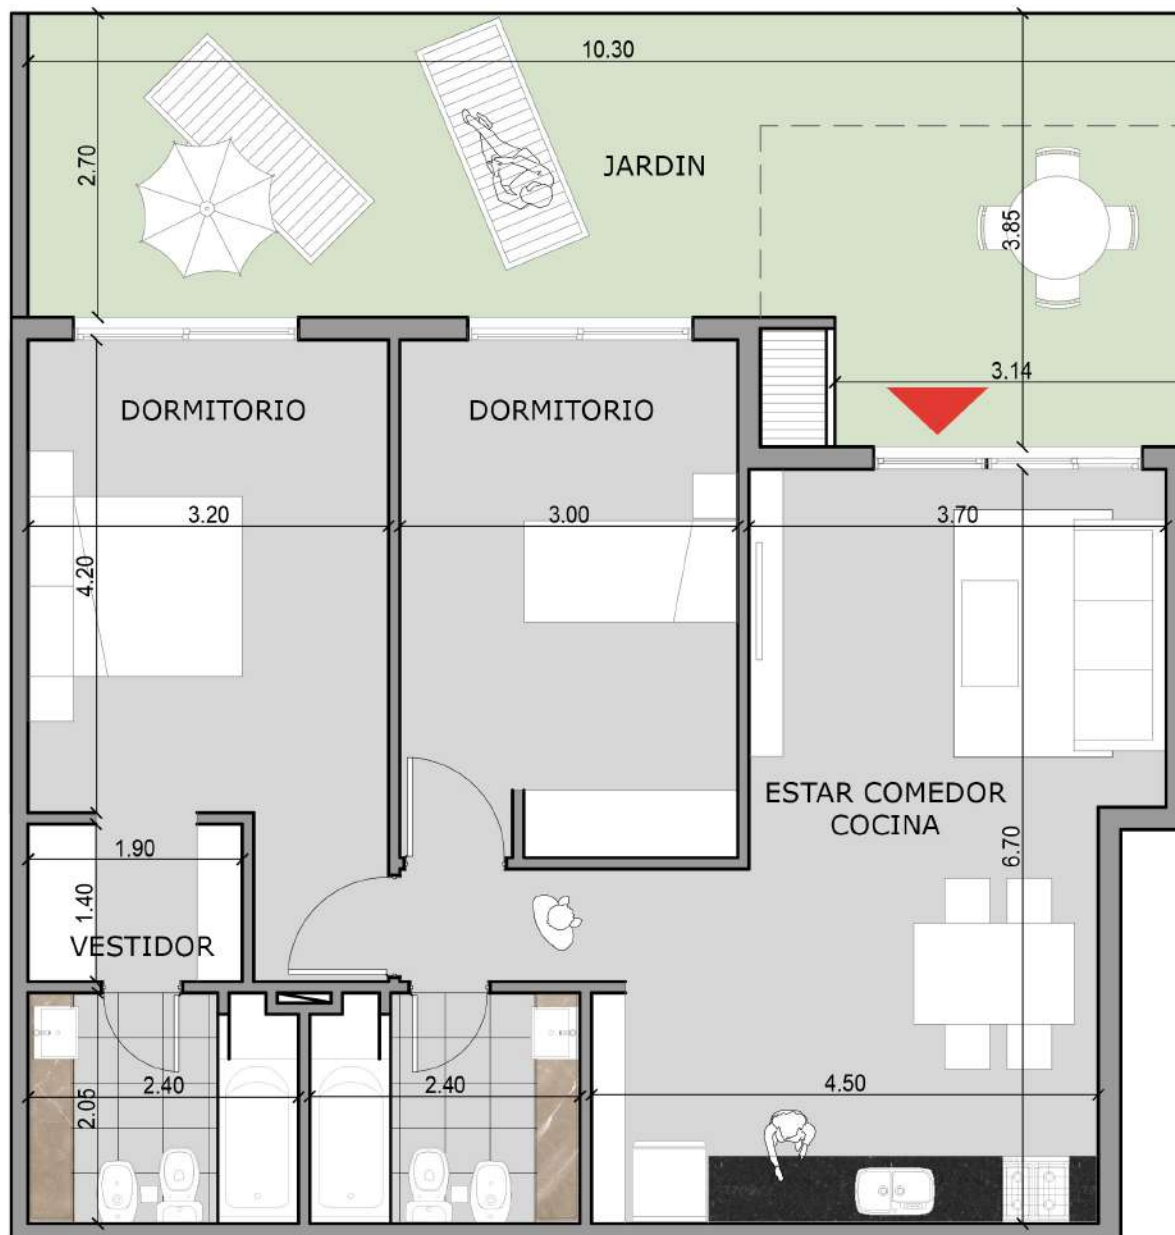 10.30
2.70
JARDIN
3.85
3.14
DORMITORIO
DORMITORIO
3.20
3.00
3.70
4.20
ESTAR COMEDOR
COCINA
6.70
1.90
1.40
VESTIDOR
2.40
2.40
4.50
2.05